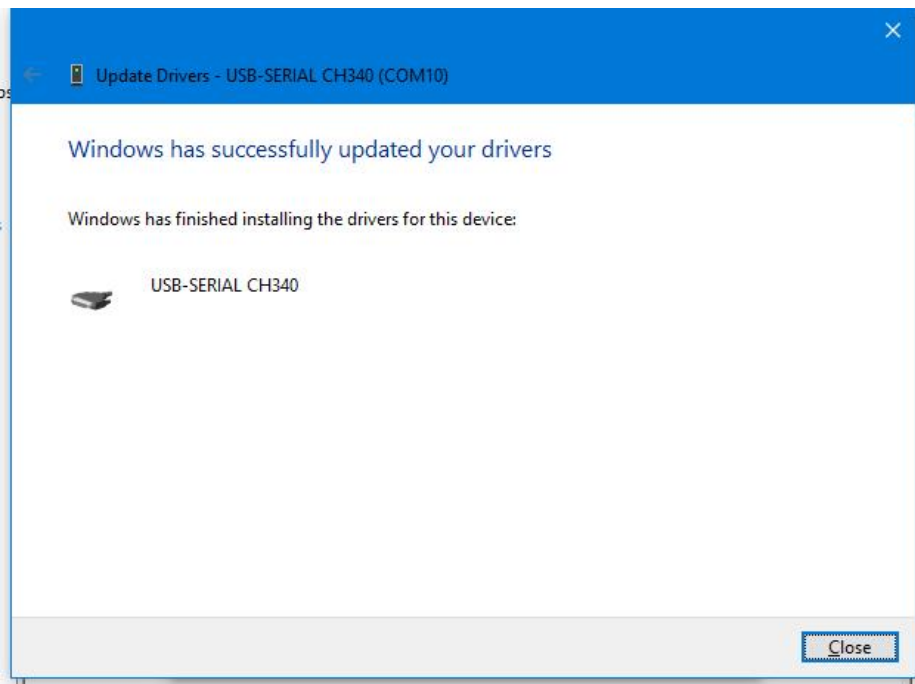 Update Drivers - USB-SERIAL CH340 (COM10)
Windows has successfully updated your drivers
Windows has finished installing the drivers for this device:
USB-SERIAL CH340
Close